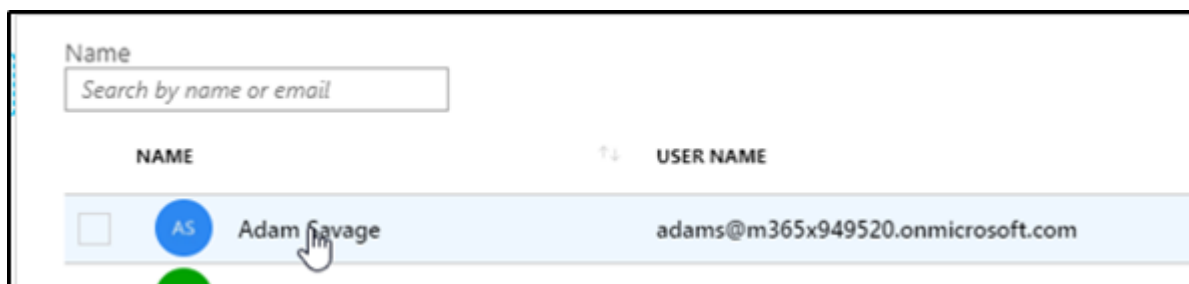 Name
Search by name or email
NAME USER NAME
AS Adam Savage adams@m365x949520.onmicrosoft.com